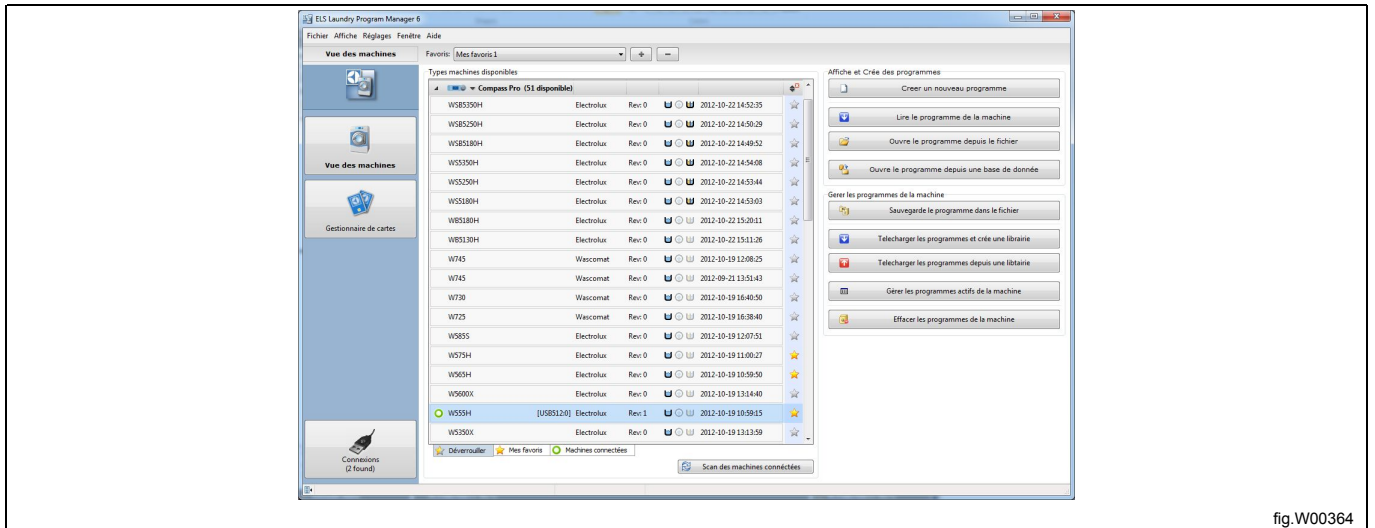 ELS Laundry Program Manager 6
Fichier Affiche Réglages Fenêtre Aide
Vue des machines
Favoris: Mes favoris 1
Vue des machines
Gestionnaire de cartes
Connexions
(2 found)
Types machines disponibles
Compass Pro (51 disponible)
WSB5350H Electrolux Rev: 0 2012-10-22 14:52:35
WSB5250H Electrolux Rev: 0 2012-10-22 14:50:29
WSB5180H Electrolux Rev: 0 2012-10-22 14:49:52
WS5350H Electrolux Rev: 0 2012-10-22 14:54:08
WS5250H Electrolux Rev: 0 2012-10-22 14:53:44
WS5180H Electrolux Rev: 0 2012-10-22 14:53:03
WB5180H Electrolux Rev: 0 2012-10-22 15:20:11
WB5130H Electrolux Rev: 0 2012-10-22 15:11:26
W745 Wascomat Rev: 0 2012-10-19 12:08:25
W745 Wascomat Rev: 0 2012-09-21 13:51:43
W730 Wascomat Rev: 0 2012-10-19 16:40:50
W725 Wascomat Rev: 0 2012-10-19 16:38:40
W585S Electrolux Rev: 0 2012-10-19 12:07:51
W575H Electrolux Rev: 0 2012-10-19 11:00:27
W565H Electrolux Rev: 0 2012-10-19 10:59:50
W5600X Electrolux Rev: 0 2012-10-19 13:14:40
W555H [USB512:0] Electrolux Rev: 1 2012-10-19 10:59:15
W5350X Electrolux Rev: 0 2012-10-19 13:13:59
Déverrouiller Mes favoris Machines connectées
Scan des machines connéctées
Affiche et Crée des programmes
Creer un nouveau programme
Lire le programme de la machine
Ouvre le programme depuis le fichier
Ouvre le programme depuis une base de donnée
Gerer les programmes de la machine
Sauvegarde le programme dans le fichier
Telecharger les programmes et crée une librairie
Telecharger les programmes depuis une libtairie
Gérer les programmes actifs de la machine
Effacer les programmes de la machine
fig.W00364